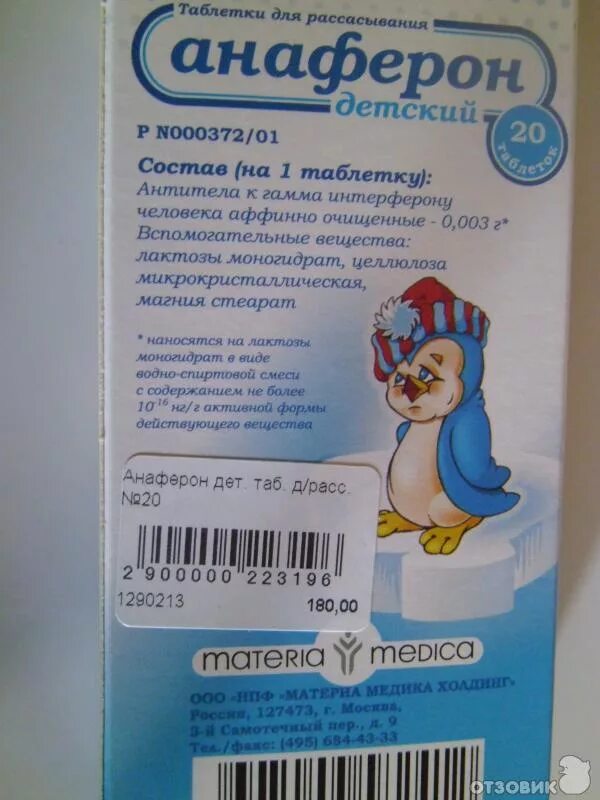 Таблетки для рассасывания
анаферон
детский
20
таблеток
Р N000372/01
Состав (на 1 таблетку):
Антитела к гамма интерферону
человека аффинно очищенные - 0,003 г*
Вспомогательные вещества:
лактозы моногидрат, целлюлоза
микрокристаллическая,
магния стеарат
* наносятся на лактозы
моногидрат в виде
водно-спиртовой смеси
с содержанием не более
10⁻¹⁶ нг/г активной формы
действующего вещества
Анаферон дет. таб. д/расс.
№20
2 900000 223196
1290213 180,00
materia medica
ООО «НПФ «МАТЕРИА МЕДИКА ХОЛДИНГ»
Россия, 127473, г. Москва,
3-й Самотечный пер., д. 9
Тел./факс: (495) 684-43-33
ОТЗОВИК